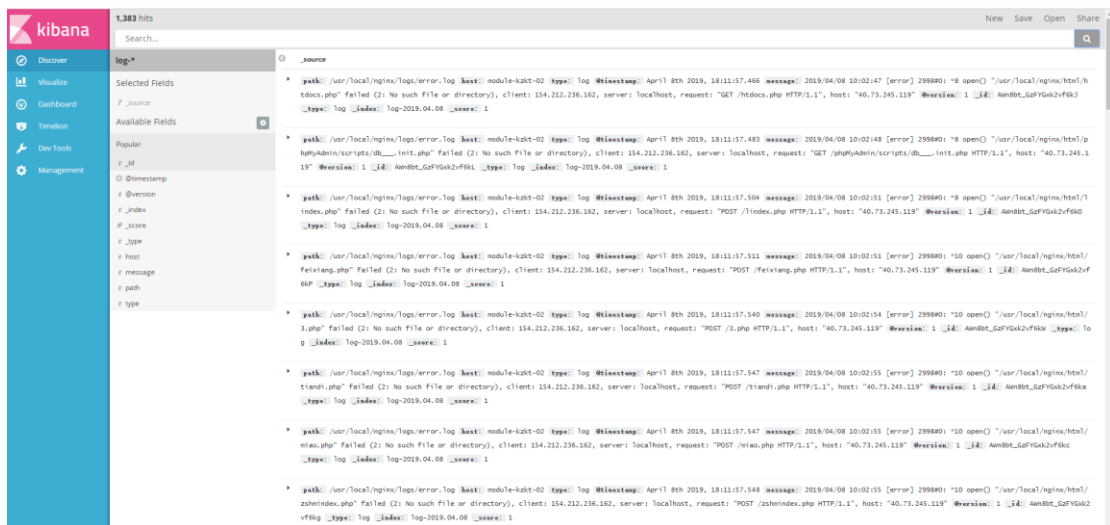 kibana
Discover
Visualize
Dashboard
Timelion
Dev Tools
Management
1,383 hits
New Save Open Share
Search...
log-*
Selected Fields
? _source
Available Fields
Popular
t _id
@timestamp
t @version
t _index
# _score
t _type
t host
t message
t path
t type
_source
path: /usr/local/nginx/logs/error.log host: module-kzkt-02 type: log @timestamp: April 8th 2019, 18:11:57.466 message: 2019/04/08 10:02:47 [error] 2998#0: *8 open() "/usr/local/nginx/html/h
tdocs.php" failed (2: No such file or directory), client: 154.212.236.162, server: localhost, request: "GET /htdocs.php HTTP/1.1", host: "40.73.245.119" @version: 1 _id: AWn8bt_GzFYGxk2vf6kJ
_type: log _index: log-2019.04.08 _score: 1
path: /usr/local/nginx/logs/error.log host: module-kzkt-02 type: log @timestamp: April 8th 2019, 18:11:57.483 message: 2019/04/08 10:02:48 [error] 2998#0: *8 open() "/usr/local/nginx/html/p
hpMyAdmin/scripts/db___.init.php" failed (2: No such file or directory), client: 154.212.236.162, server: localhost, request: "GET /phpMyAdmin/scripts/db___.init.php HTTP/1.1", host: "40.73.245.1
19" @version: 1 _id: AWn8bt_GzFYGxk2vf6kL _type: log _index: log-2019.04.08 _score: 1
path: /usr/local/nginx/logs/error.log host: module-kzkt-02 type: log @timestamp: April 8th 2019, 18:11:57.504 message: 2019/04/08 10:02:51 [error] 2998#0: *8 open() "/usr/local/nginx/html/l
index.php" failed (2: No such file or directory), client: 154.212.236.162, server: localhost, request: "POST /lindex.php HTTP/1.1", host: "40.73.245.119" @version: 1 _id: AWn8bt_GzFYGxk2vf6kO
_type: log _index: log-2019.04.08 _score: 1
path: /usr/local/nginx/logs/error.log host: module-kzkt-02 type: log @timestamp: April 8th 2019, 18:11:57.511 message: 2019/04/08 10:02:51 [error] 2998#0: *10 open() "/usr/local/nginx/html/
feixiang.php" failed (2: No such file or directory), client: 154.212.236.162, server: localhost, request: "POST /feixiang.php HTTP/1.1", host: "40.73.245.119" @version: 1 _id: AWn8bt_GzFYGxk2vf
6kP _type: log _index: log-2019.04.08 _score: 1
path: /usr/local/nginx/logs/error.log host: module-kzkt-02 type: log @timestamp: April 8th 2019, 18:11:57.540 message: 2019/04/08 10:02:54 [error] 2998#0: *10 open() "/usr/local/nginx/html/
3.php" failed (2: No such file or directory), client: 154.212.236.162, server: localhost, request: "POST /3.php HTTP/1.1", host: "40.73.245.119" @version: 1 _id: AWn8bt_GzFYGxk2vf6kW _type: lo
g _index: log-2019.04.08 _score: 1
path: /usr/local/nginx/logs/error.log host: module-kzkt-02 type: log @timestamp: April 8th 2019, 18:11:57.547 message: 2019/04/08 10:02:55 [error] 2998#0: *10 open() "/usr/local/nginx/html/
tiandi.php" failed (2: No such file or directory), client: 154.212.236.162, server: localhost, request: "POST /tiandi.php HTTP/1.1", host: "40.73.245.119" @version: 1 _id: AWn8bt_GzFYGxk2vf6ka
_type: log _index: log-2019.04.08 _score: 1
path: /usr/local/nginx/logs/error.log host: module-kzkt-02 type: log @timestamp: April 8th 2019, 18:11:57.547 message: 2019/04/08 10:02:55 [error] 2998#0: *10 open() "/usr/local/nginx/html/
miao.php" failed (2: No such file or directory), client: 154.212.236.162, server: localhost, request: "POST /miao.php HTTP/1.1", host: "40.73.245.119" @version: 1 _id: AWn8bt_GzFYGxk2vf6kc
_type: log _index: log-2019.04.08 _score: 1
path: /usr/local/nginx/logs/error.log host: module-kzkt-02 type: log @timestamp: April 8th 2019, 18:11:57.548 message: 2019/04/08 10:02:55 [error] 2998#0: *10 open() "/usr/local/nginx/html/
zshmindex.php" failed (2: No such file or directory), client: 154.212.236.162, server: localhost, request: "POST /zshmindex.php HTTP/1.1", host: "40.73.245.119" @version: 1 _id: AWn8bt_GzFYGxk2
vf6kg _type: log _index: log-2019.04.08 _score: 1